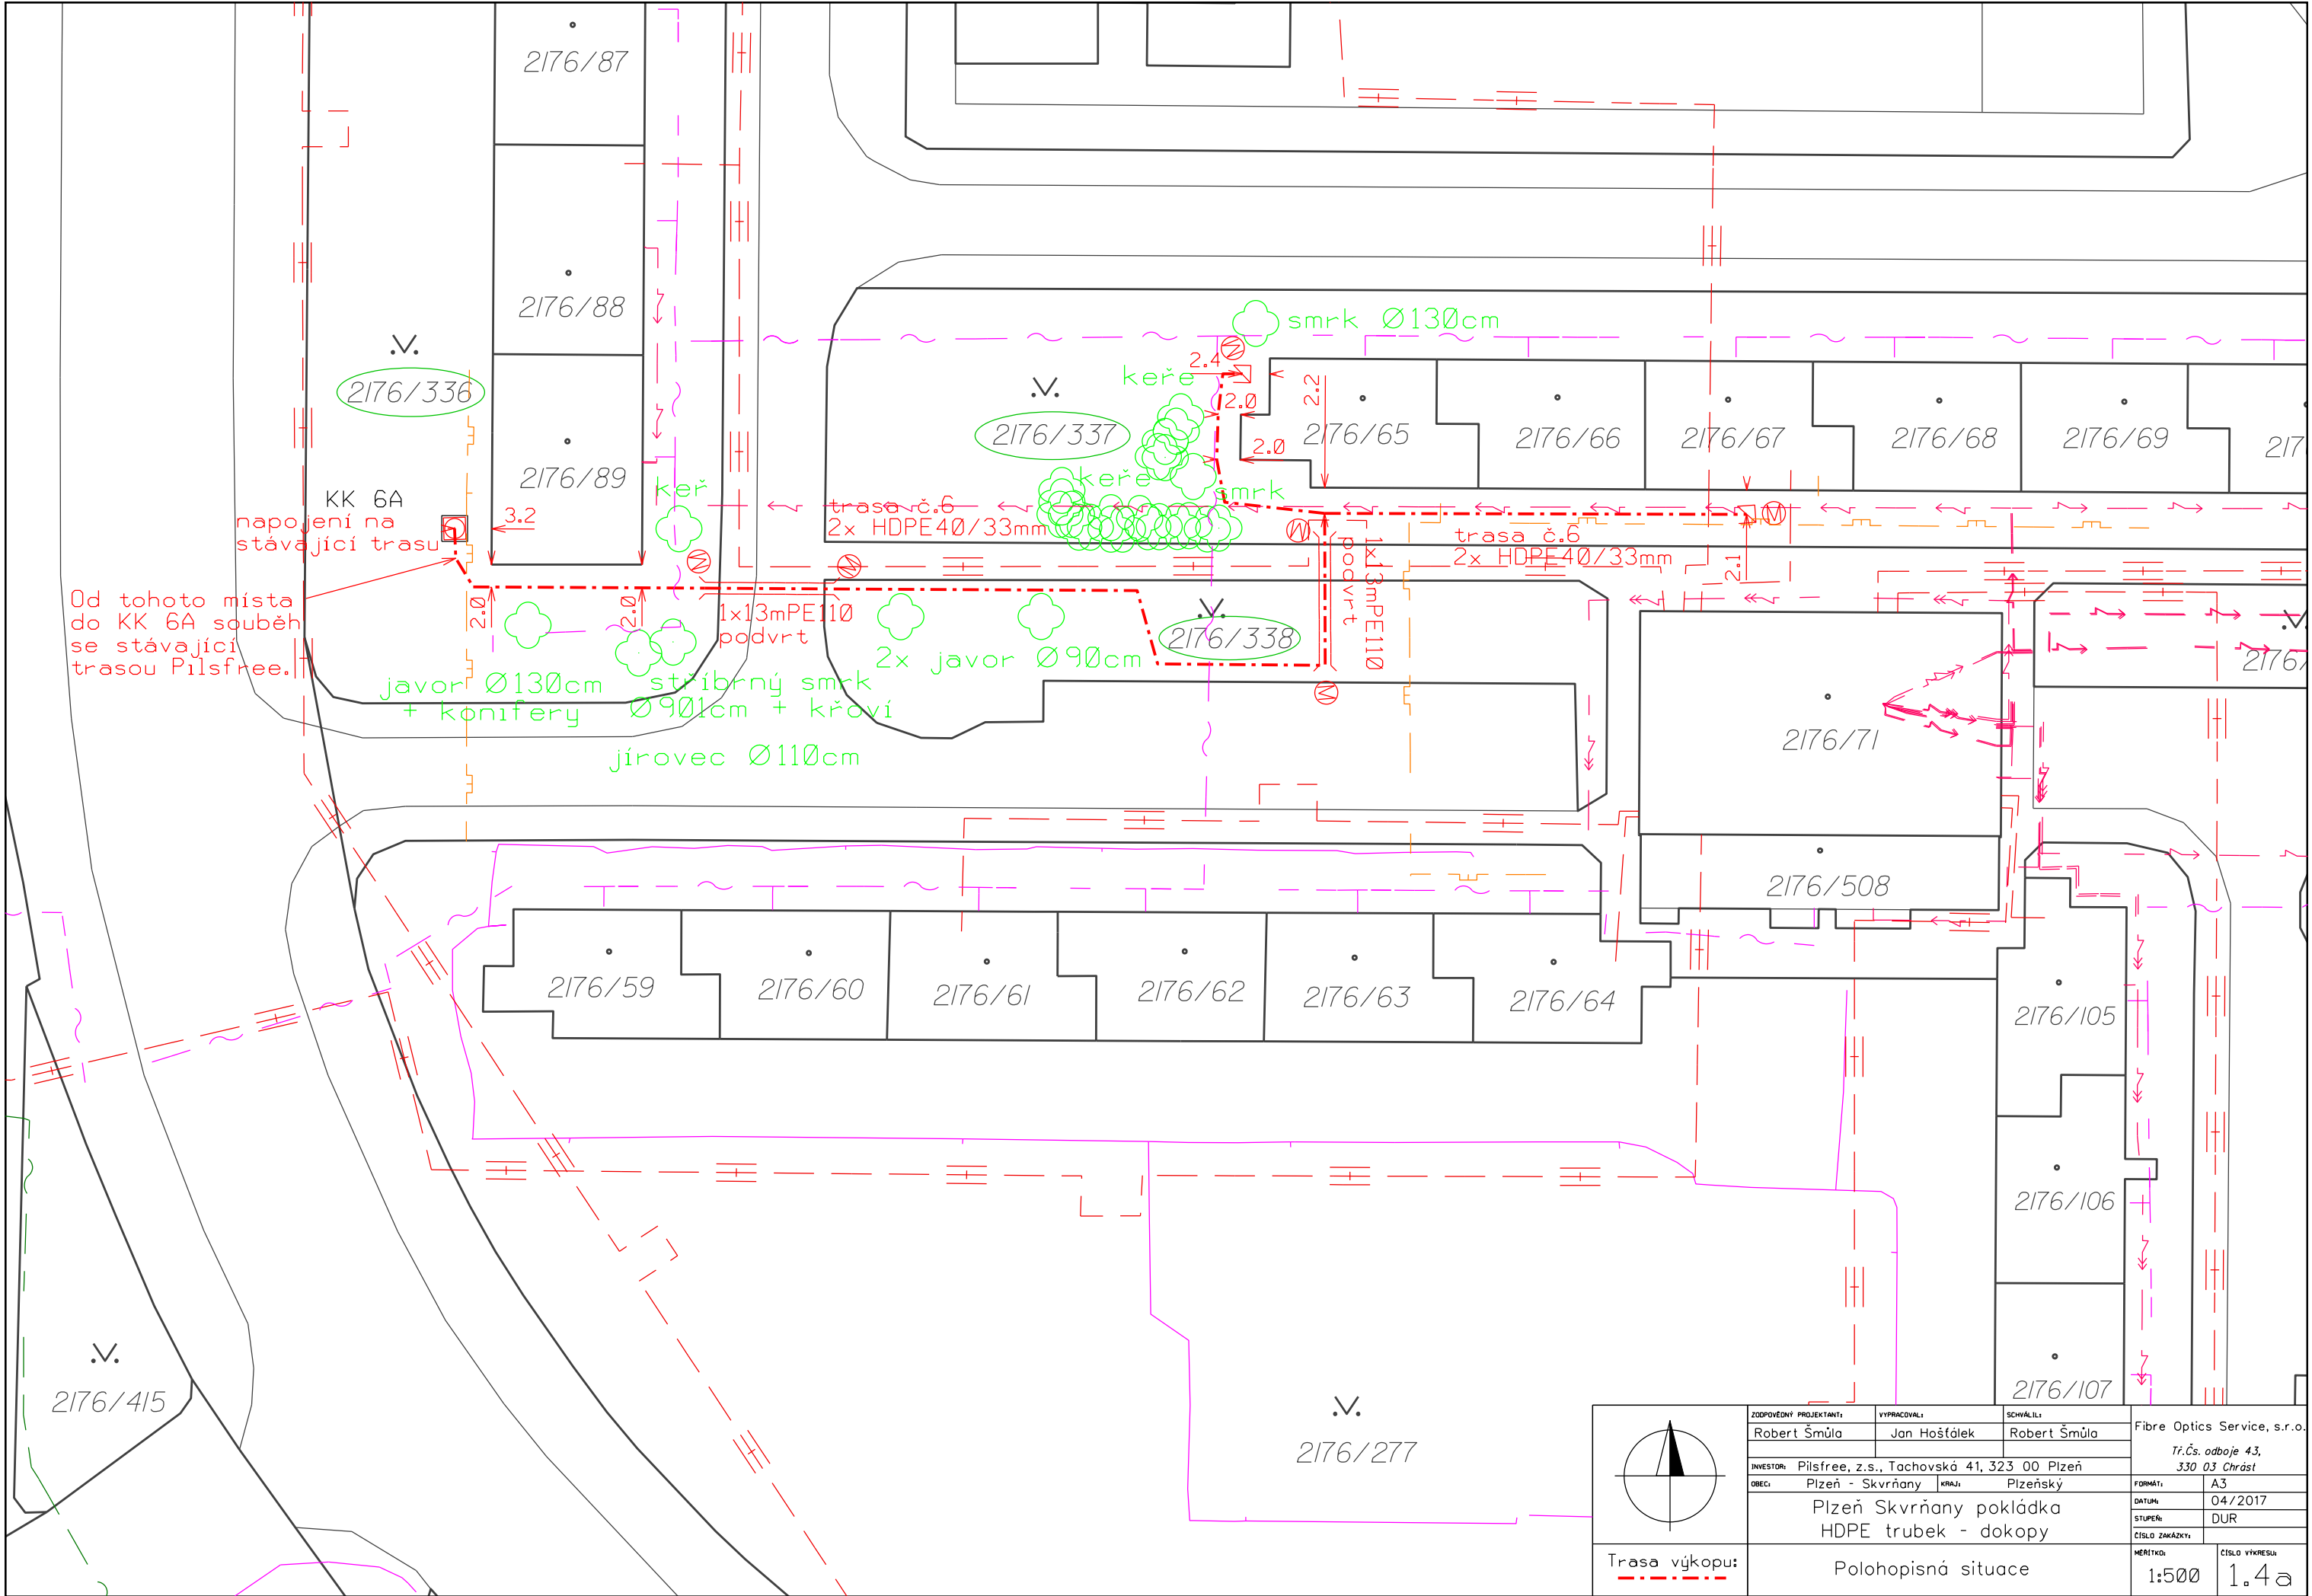 2176/87
2176/88
2176/336
2176/89
KK 6A
napojení na
stávající trasu
3.2
keř
Od tohoto místa
do KK 6A souběh
se stávající
trasou Pilsfree.
2.0
2.0
javor Ø130cm
+ konifery
stříbrný smrk
Ø901cm + křoví
jírovec Ø110cm
1x13mPE110
podvrt
M
M
smrk Ø130cm
M
2.4
keře
2.0
2.0
2.2
2176/337
keře
smrk
trasa č.6
2x HDPE40/33mm
2176/65
2176/66
2176/67
2176/68
2176/69
217
M
M
trasa č.6
2x HDPE40/33mm
2.1
1x13mPE110
podvrt
2x javor Ø90cm
2176/338
M
2176/
2176/71
2176/508
2176/59
2176/60
2176/61
2176/62
2176/63
2176/64
2176/105
2176/106
2176/107
2176/415
2176/277
Trasa výkopu:
ZODPOVĚDNÝ PROJEKTANT:
VYPRACOVAL:
SCHVÁLIL:
Robert Šmůla
Jan Hošťálek
Robert Šmůla
Fibre Optics Service, s.r.o.
Tř.Čs. odboje 43,
330 03 Chrást
INVESTOR: Pilsfree, z.s., Tachovská 41, 323 00 Plzeň
OBEC: Plzeň - Skvrňany KRAJ: Plzeňský
FORMÁT: A3
DATUM: 04/2017
STUPEŇ: DUR
ČÍSLO ZAKÁZKY:
Plzeň Skvrňany pokládka
HDPE trubek - dokopy
Polohopisná situace
MĚŘÍTKO:
1:500
ČÍSLO VÝKRESU:
1.4a